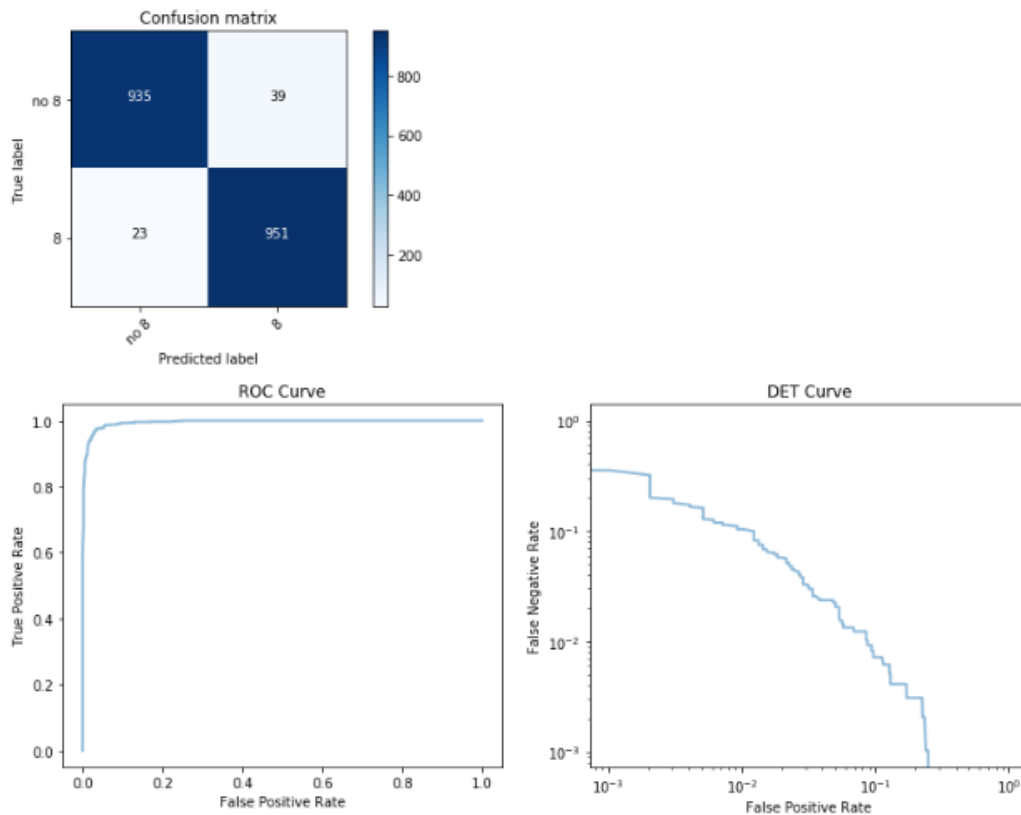 Confusion matrix
True label
no 8
935
39
8
23
951
no 8
8
Predicted label
800
600
400
200
ROC Curve
True Positive Rate
1.0
0.8
0.6
0.4
0.2
0.0
0.0 0.2 0.4 0.6 0.8 1.0
False Positive Rate
DET Curve
False Negative Rate
10⁰
10⁻¹
10⁻²
10⁻³
10⁻³ 10⁻² 10⁻¹ 10⁰
False Positive Rate